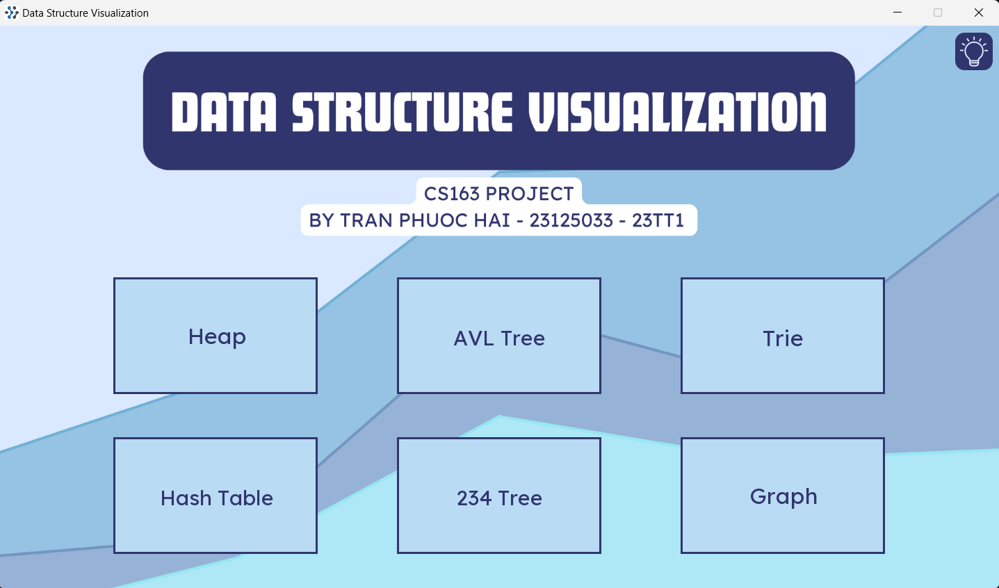 Data Structure Visualization
DATA STRUCTURE VISUALIZATION
CS163 PROJECT
BY TRAN PHUOC HAI - 23125033 - 23TT1
Heap
AVL Tree
Trie
Hash Table
234 Tree
Graph